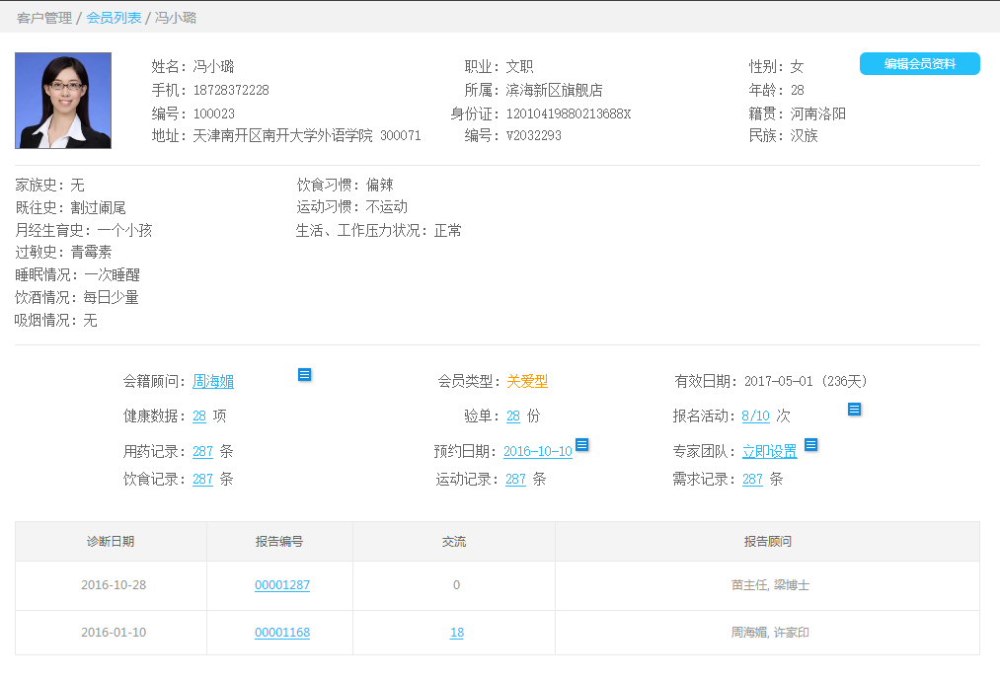 客户管理 / 会员列表 / 冯小璐
姓名：冯小璐 职业：文职 性别：女 编辑会员资料
手机：18728372228 所属：滨海新区旗舰店 年龄：28
编号：100023 身份证：12010419880213688X 籍贯：河南洛阳
地址：天津南开区南开大学外语学院 300071 编号：V2032293 民族：汉族
家族史：无 饮食习惯：偏辣
既往史：割过阑尾 运动习惯：不运动
月经生育史：一个小孩 生活、工作压力状况：正常
过敏史：青霉素
睡眠情况：一次睡醒
饮酒情况：每日少量
吸烟情况：无
会籍顾问：周海媚 会员类型：关爱型 有效日期：2017-05-01（236天）
健康数据：28 项 验单：28 份 报名活动：8/10 次
用药记录：287 条 预约日期：2016-10-10 专家团队：立即设置
饮食记录：287 条 运动记录：287 条 需求记录：287 条
诊断日期 报告编号 交流 报告顾问
2016-10-28 00001287 0 苗主任, 梁博士
2016-01-10 00001168 18 周海媚, 许家印